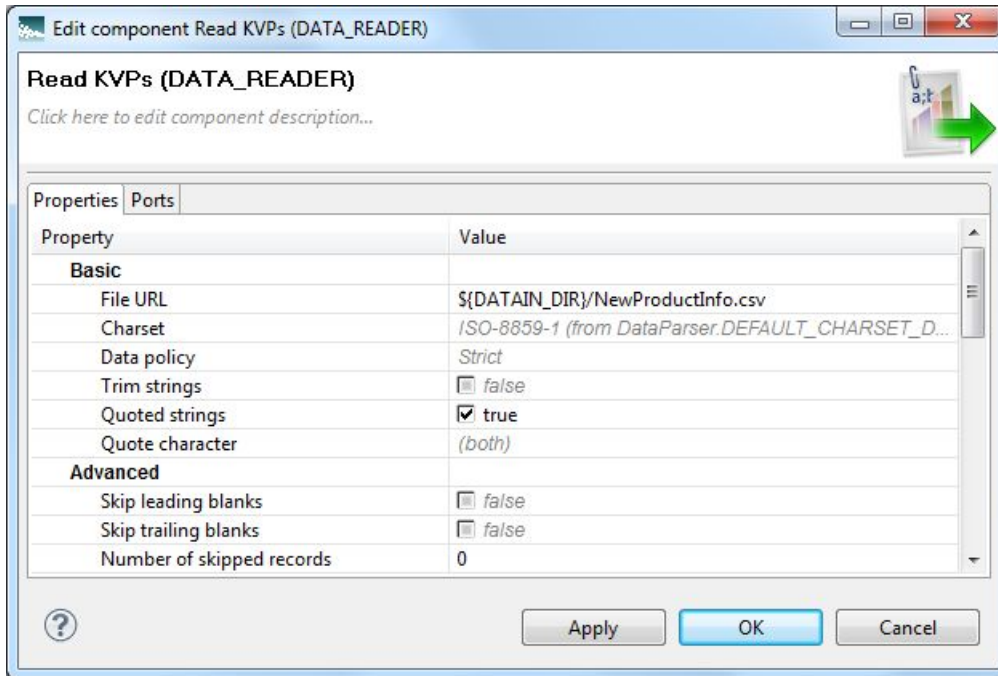 Edit component Read KVPs (DATA_READER)
Read KVPs (DATA_READER)
Click here to edit component description...
a;b
Properties Ports
Property Value
Basic
File URL ${DATAIN_DIR}/NewProductInfo.csv
Charset ISO-8859-1 (from DataParser.DEFAULT_CHARSET_D...
Data policy Strict
Trim strings false
Quoted strings true
Quote character (both)
Advanced
Skip leading blanks false
Skip trailing blanks false
Number of skipped records 0
? Apply OK Cancel